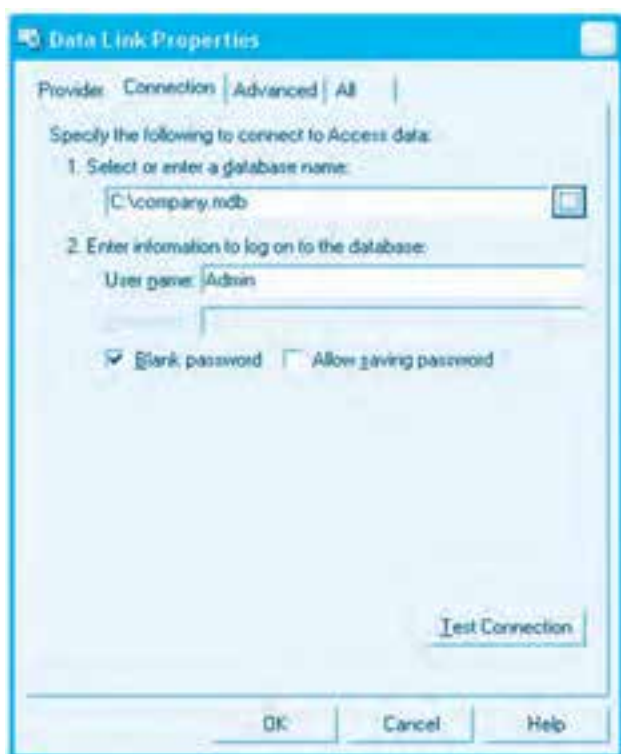 Data Link Properties
Provider Connection Advanced All
Specify the following to connect to Access data:
1. Select or enter a database name:
C:\company.mdb
2. Enter information to log on to the database:
User name: Admin
Blank password Allow saving password
Test Connection
OK Cancel Help